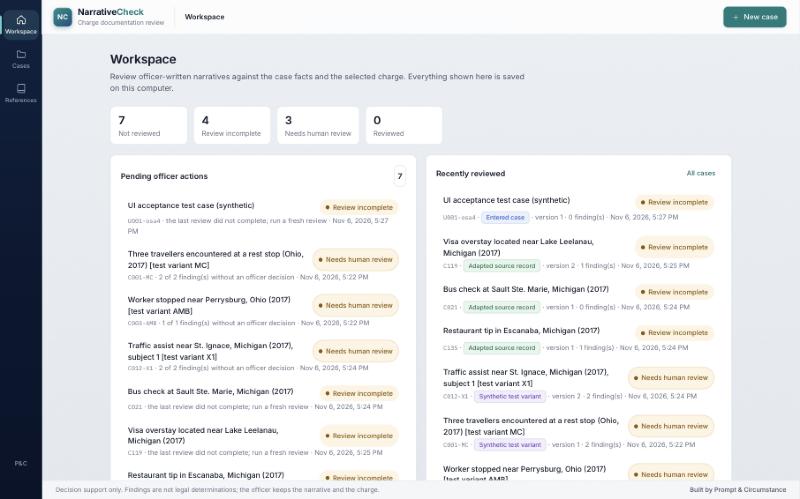 NC
NarrativeCheck
Charge documentation review
Workspace
+ New case
Workspace
Cases
References
P&C
Workspace
Review officer-written narratives against the case facts and the selected charge. Everything shown here is saved
on this computer.
7
Not reviewed
4
Review incomplete
3
Needs human review
0
Reviewed
Pending officer actions
7
UI acceptance test case (synthetic)
Review incomplete
U001-osa4 · the last review did not complete; run a fresh review · Nov 6, 2025, 5:27
PM
Three travellers encountered at a rest stop (Ohio,
2017) [test variant MC]
Needs human review
C001-MC · 2 of 2 finding(s) without an officer decision · Nov 6, 2025, 5:22 PM
Worker stopped near Perrysburg, Ohio (2017)
[test variant AMB]
Needs human review
C003-AMB · 1 of 1 finding(s) without an officer decision · Nov 6, 2025, 5:22 PM
Traffic assist near St. Ignace, Michigan (2017),
subject 1 [test variant X1]
Needs human review
C012-X1 · 2 of 2 finding(s) without an officer decision · Nov 6, 2025, 5:24 PM
Bus check at Sault Ste. Marie, Michigan (2017)
Review incomplete
C021 · the last review did not complete; run a fresh review · Nov 6, 2025, 5:24 PM
Visa overstay located near Lake Leelanau,
Michigan (2017)
Review incomplete
C119 · the last review did not complete; run a fresh review · Nov 6, 2025, 5:25 PM
Restaurant tip in Escanaba, Michigan (2017)
Review incomplete
Recently reviewed
All cases
UI acceptance test case (synthetic)
Review incomplete
U001-osa4 · Entered case · version 1 · 0 finding(s) · Nov 6, 2025, 5:27 PM
Visa overstay located near Lake Leelanau,
Michigan (2017)
Review incomplete
C119 · Adapted source record · version 2 · 1 finding(s) · Nov 6, 2025, 5:25 PM
Bus check at Sault Ste. Marie, Michigan (2017)
Review incomplete
C021 · Adapted source record · version 1 · 0 finding(s) · Nov 6, 2025, 5:24 PM
Restaurant tip in Escanaba, Michigan (2017)
Review incomplete
C135 · Adapted source record · version 1 · 1 finding(s) · Nov 6, 2025, 5:24 PM
Traffic assist near St. Ignace, Michigan (2017),
subject 1 [test variant X1]
Needs human review
C012-X1 · Synthetic test variant · version 2 · 2 finding(s) · Nov 6, 2025, 5:24 PM
Three travellers encountered at a rest stop (Ohio,
2017) [test variant MC]
Needs human review
C001-MC · Synthetic test variant · version 1 · 2 finding(s) · Nov 6, 2025, 5:22 PM
Worker stopped near Perrysburg, Ohio (2017)
[test variant AMB]
Needs human review
Decision support only. Findings are not legal determinations; the officer keeps the narrative and the charge.
Built by Prompt & Circumstance